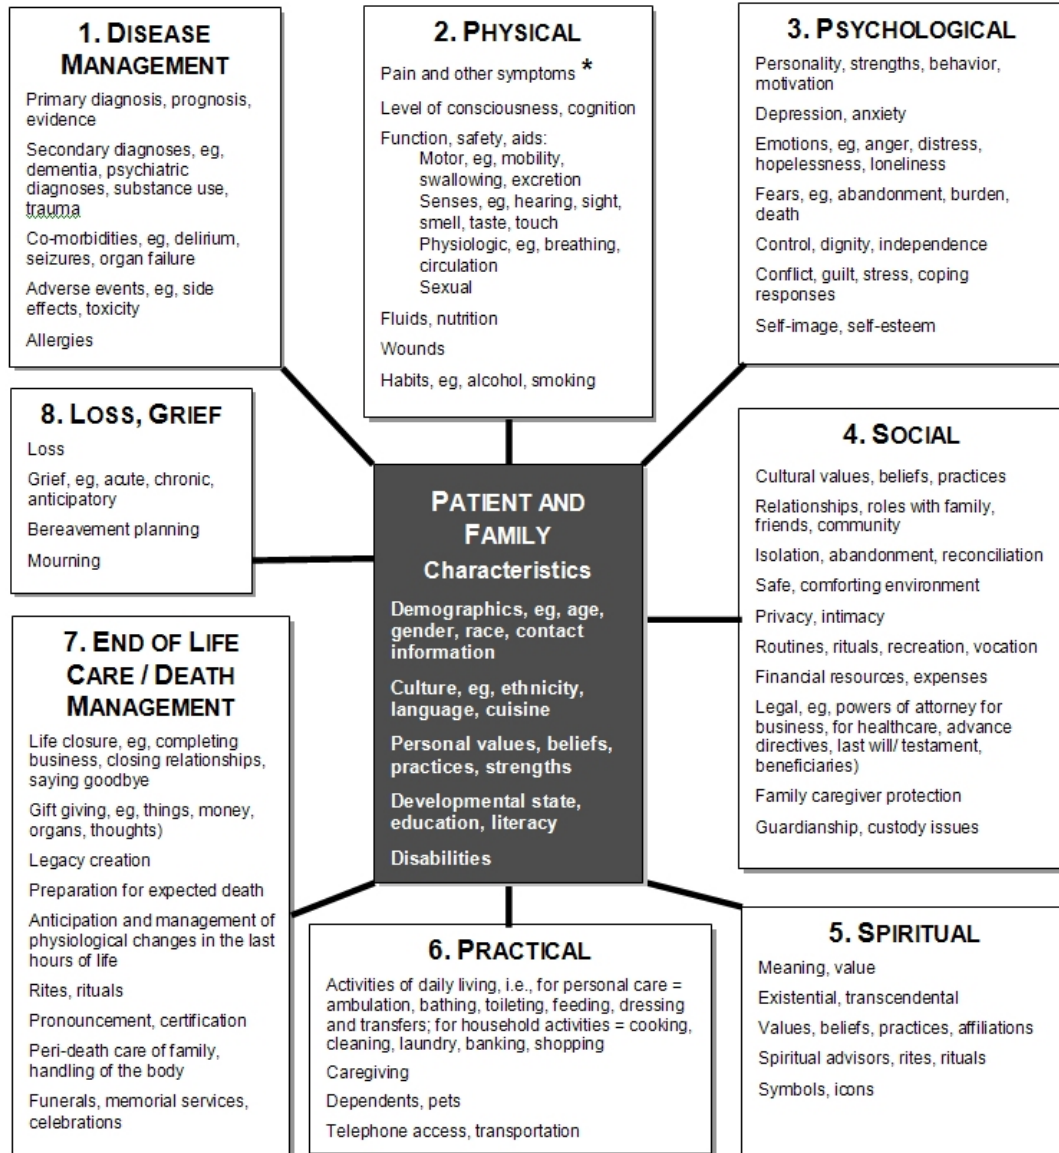 1. DISEASE
MANAGEMENT
Primary diagnosis, prognosis,
evidence
Secondary diagnoses, eg,
dementia, psychiatric
diagnoses, substance use,
trauma
Co-morbidities, eg, delirium,
seizures, organ failure
Adverse events, eg, side
effects, toxicity
Allergies
2. PHYSICAL
Pain and other symptoms *
Level of consciousness, cognition
Function, safety, aids:
Motor, eg, mobility,
swallowing, excretion
Senses, eg, hearing, sight,
smell, taste, touch
Physiologic, eg, breathing,
circulation
Sexual
Fluids, nutrition
Wounds
Habits, eg, alcohol, smoking
3. PSYCHOLOGICAL
Personality, strengths, behavior,
motivation
Depression, anxiety
Emotions, eg, anger, distress,
hopelessness, loneliness
Fears, eg, abandonment, burden,
death
Control, dignity, independence
Conflict, guilt, stress, coping
responses
Self-image, self-esteem
8. LOSS, GRIEF
Loss
Grief, eg, acute, chronic,
anticipatory
Bereavement planning
Mourning
PATIENT AND
FAMILY
Characteristics
Demographics, eg, age,
gender, race, contact
information
Culture, eg, ethnicity,
language, cuisine
Personal values, beliefs,
practices, strengths
Developmental state,
education, literacy
Disabilities
4. SOCIAL
Cultural values, beliefs, practices
Relationships, roles with family,
friends, community
Isolation, abandonment, reconciliation
Safe, comforting environment
Privacy, intimacy
Routines, rituals, recreation, vocation
Financial resources, expenses
Legal, eg, powers of attorney for
business, for healthcare, advance
directives, last will/ testament,
beneficiaries)
Family caregiver protection
Guardianship, custody issues
7. END OF LIFE
CARE / DEATH
MANAGEMENT
Life closure, eg, completing
business, closing relationships,
saying goodbye
Gift giving, eg, things, money,
organs, thoughts)
Legacy creation
Preparation for expected death
Anticipation and management of
physiological changes in the last
hours of life
Rites, rituals
Pronouncement, certification
Peri-death care of family,
handling of the body
Funerals, memorial services,
celebrations
6. PRACTICAL
Activities of daily living, i.e., for personal care =
ambulation, bathing, toileting, feeding, dressing
and transfers; for household activities = cooking,
cleaning, laundry, banking, shopping
Caregiving
Dependents, pets
Telephone access, transportation
5. SPIRITUAL
Meaning, value
Existential, transcendental
Values, beliefs, practices, affiliations
Spiritual advisors, rites, rituals
Symbols, icons